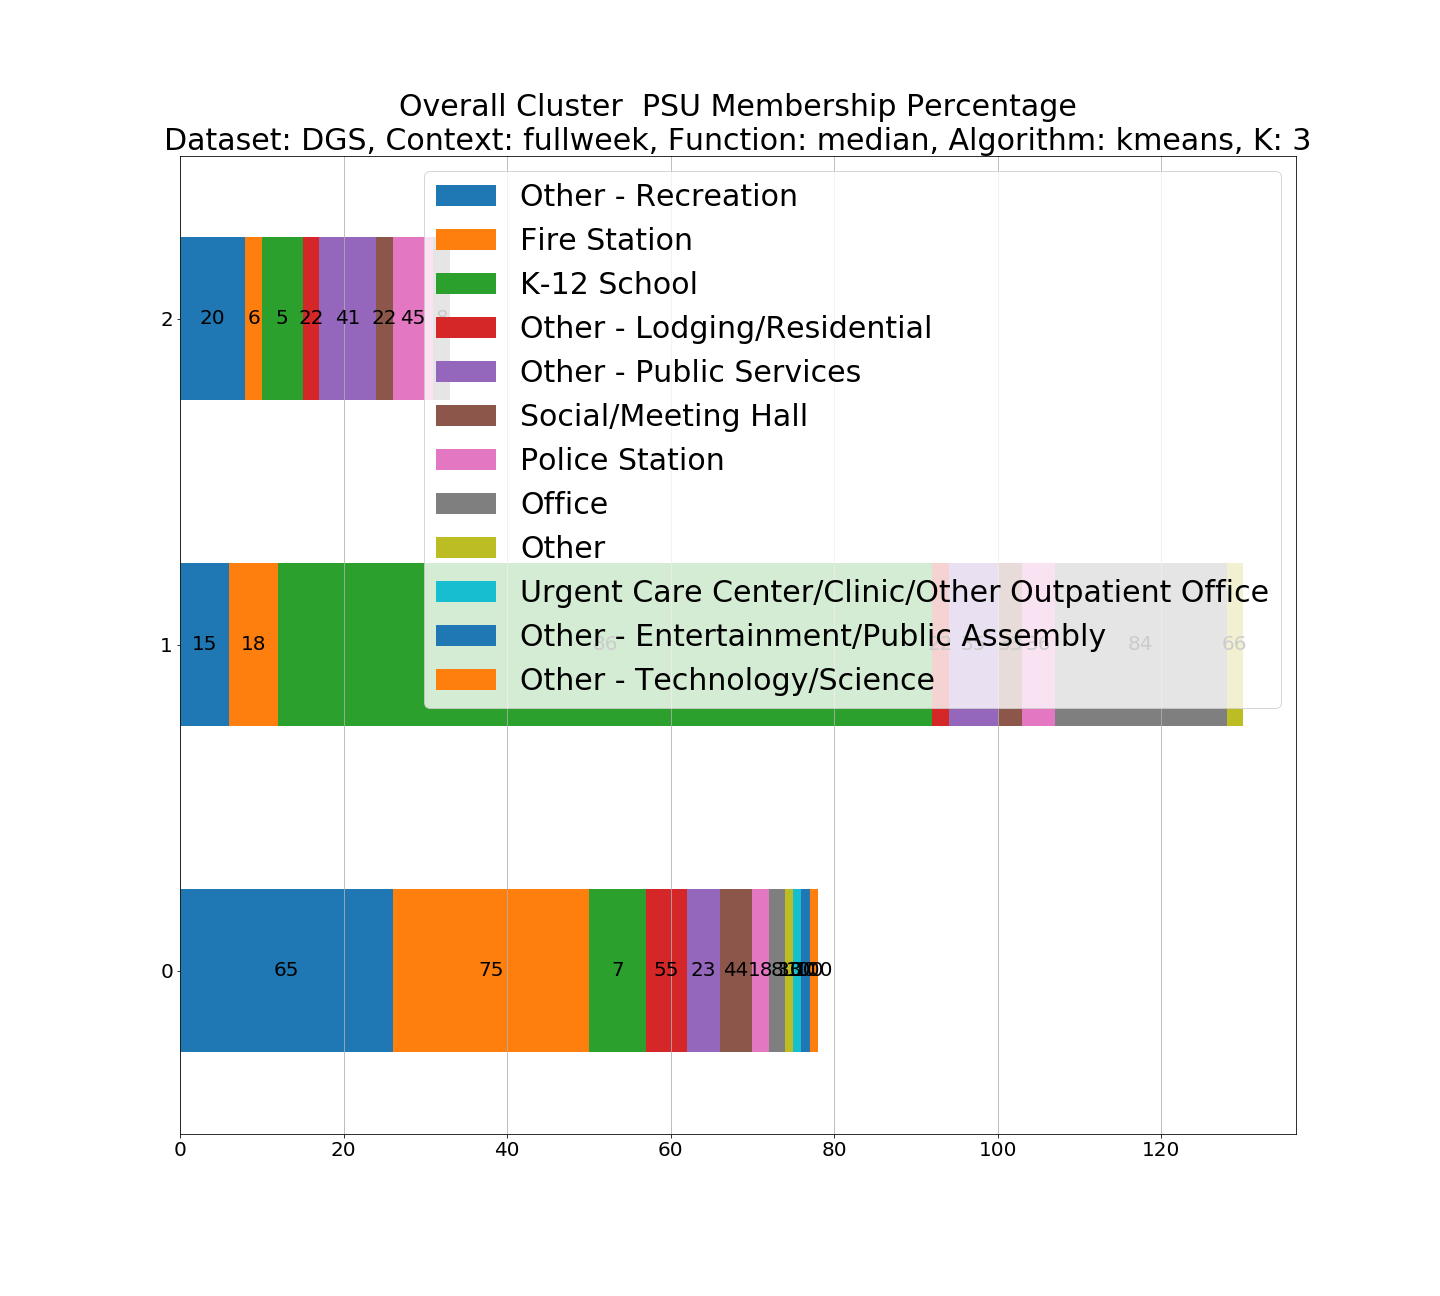 Overall Cluster  PSU Membership Percentage
Dataset: DGS, Context: fullweek, Function: median, Algorithm: kmeans, K: 3
Other - Recreation
Fire Station
K-12 School
Other - Lodging/Residential
Other - Public Services
Social/Meeting Hall
Police Station
Office
Other
Urgent Care Center/Clinic/Other Outpatient Office
Other - Entertainment/Public Assembly
Other - Technology/Science
2 20 6 5 22 41 22 45 8
1 15 18 86 84 66
0 65 75 7 55 23 44 18
0 20 40 60 80 100 120